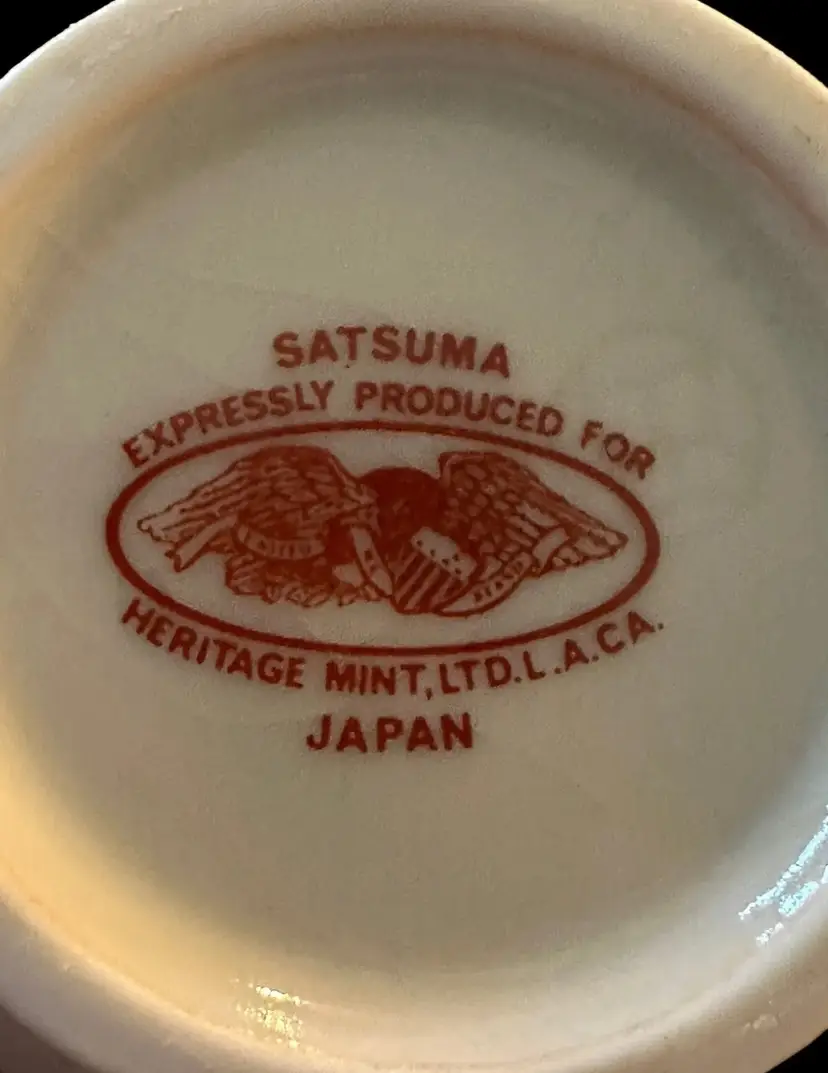 SATSUMA
EXPRESSLY PRODUCED FOR
HERITAGE MINT, LTD. L.A. CA.
JAPAN